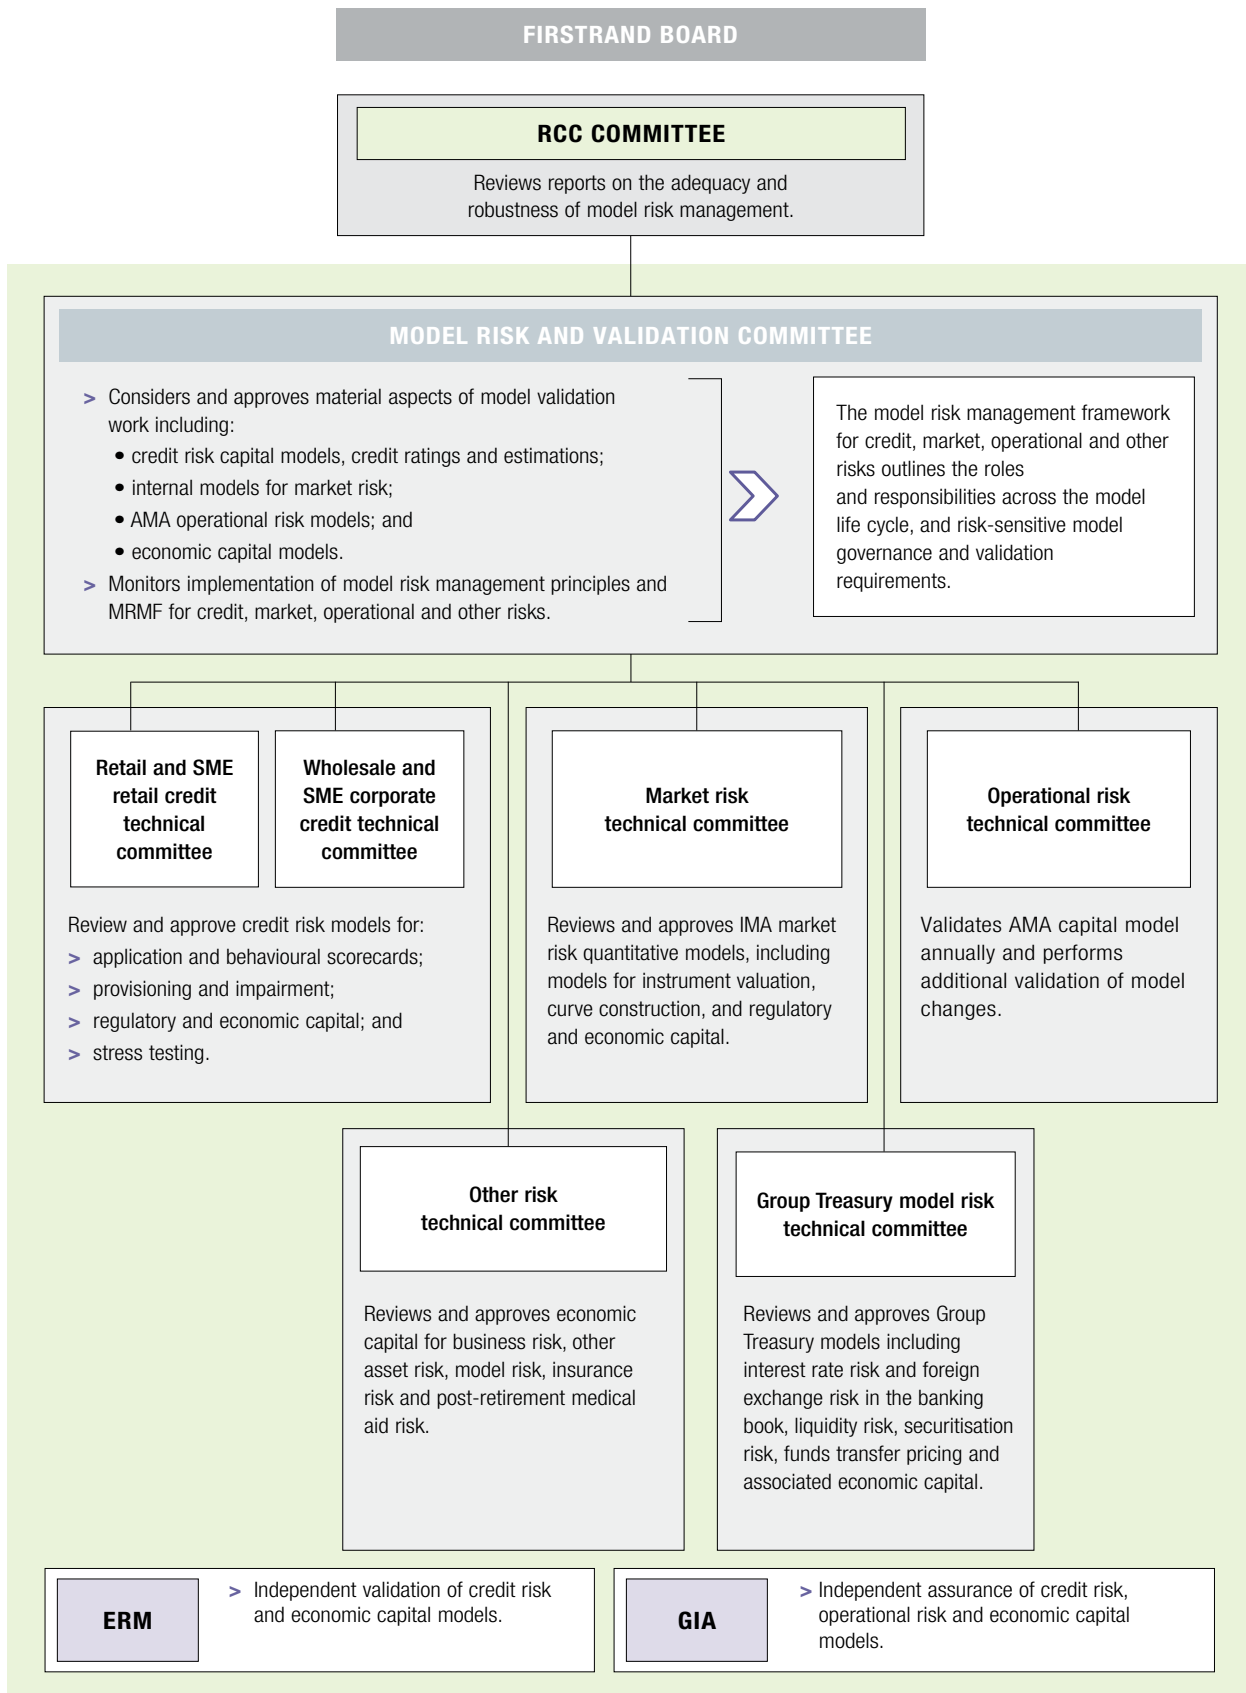 FIRSTRAND BOARD
RCC COMMITTEE
Reviews reports on the adequacy and
robustness of model risk management.
MODEL RISK AND VALIDATION COMMITTEE
> Considers and approves material aspects of model validation
work including:
• credit risk capital models, credit ratings and estimations;
• internal models for market risk;
• AMA operational risk models; and
• economic capital models.
> Monitors implementation of model risk management principles and
MRMF for credit, market, operational and other risks.
The model risk management framework
for credit, market, operational and other
risks outlines the roles
and responsibilities across the model
life cycle, and risk-sensitive model
governance and validation
requirements.
Retail and SME
retail credit
technical
committee
Wholesale and
SME corporate
credit technical
committee
Review and approve credit risk models for:
> application and behavioural scorecards;
> provisioning and impairment;
> regulatory and economic capital; and
> stress testing.
Market risk
technical committee
Reviews and approves IMA market
risk quantitative models, including
models for instrument valuation,
curve construction, and regulatory
and economic capital.
Operational risk
technical committee
Validates AMA capital model
annually and performs
additional validation of model
changes.
Other risk
technical committee
Reviews and approves economic
capital for business risk, other
asset risk, model risk, insurance
risk and post-retirement medical
aid risk.
Group Treasury model risk
technical committee
Reviews and approves Group
Treasury models including
interest rate risk and foreign
exchange risk in the banking
book, liquidity risk, securitisation
risk, funds transfer pricing and
associated economic capital.
ERM
> Independent validation of credit risk
and economic capital models.
GIA
> Independent assurance of credit risk,
operational risk and economic capital
models.